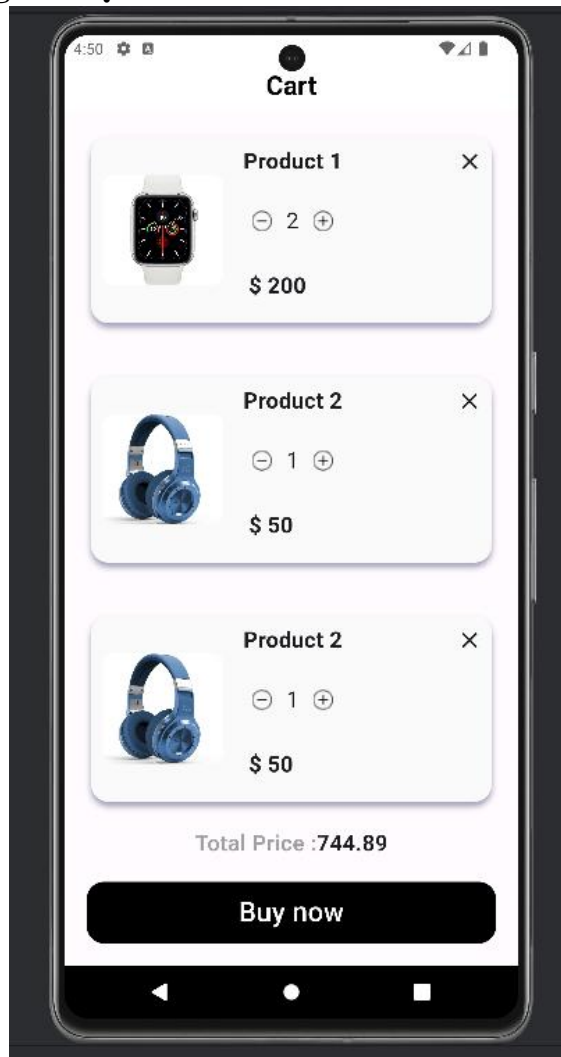 4:50
Cart
Product 1
2
$ 200
Product 2
1
$ 50
Product 2
1
$ 50
Total Price :744.89
Buy now